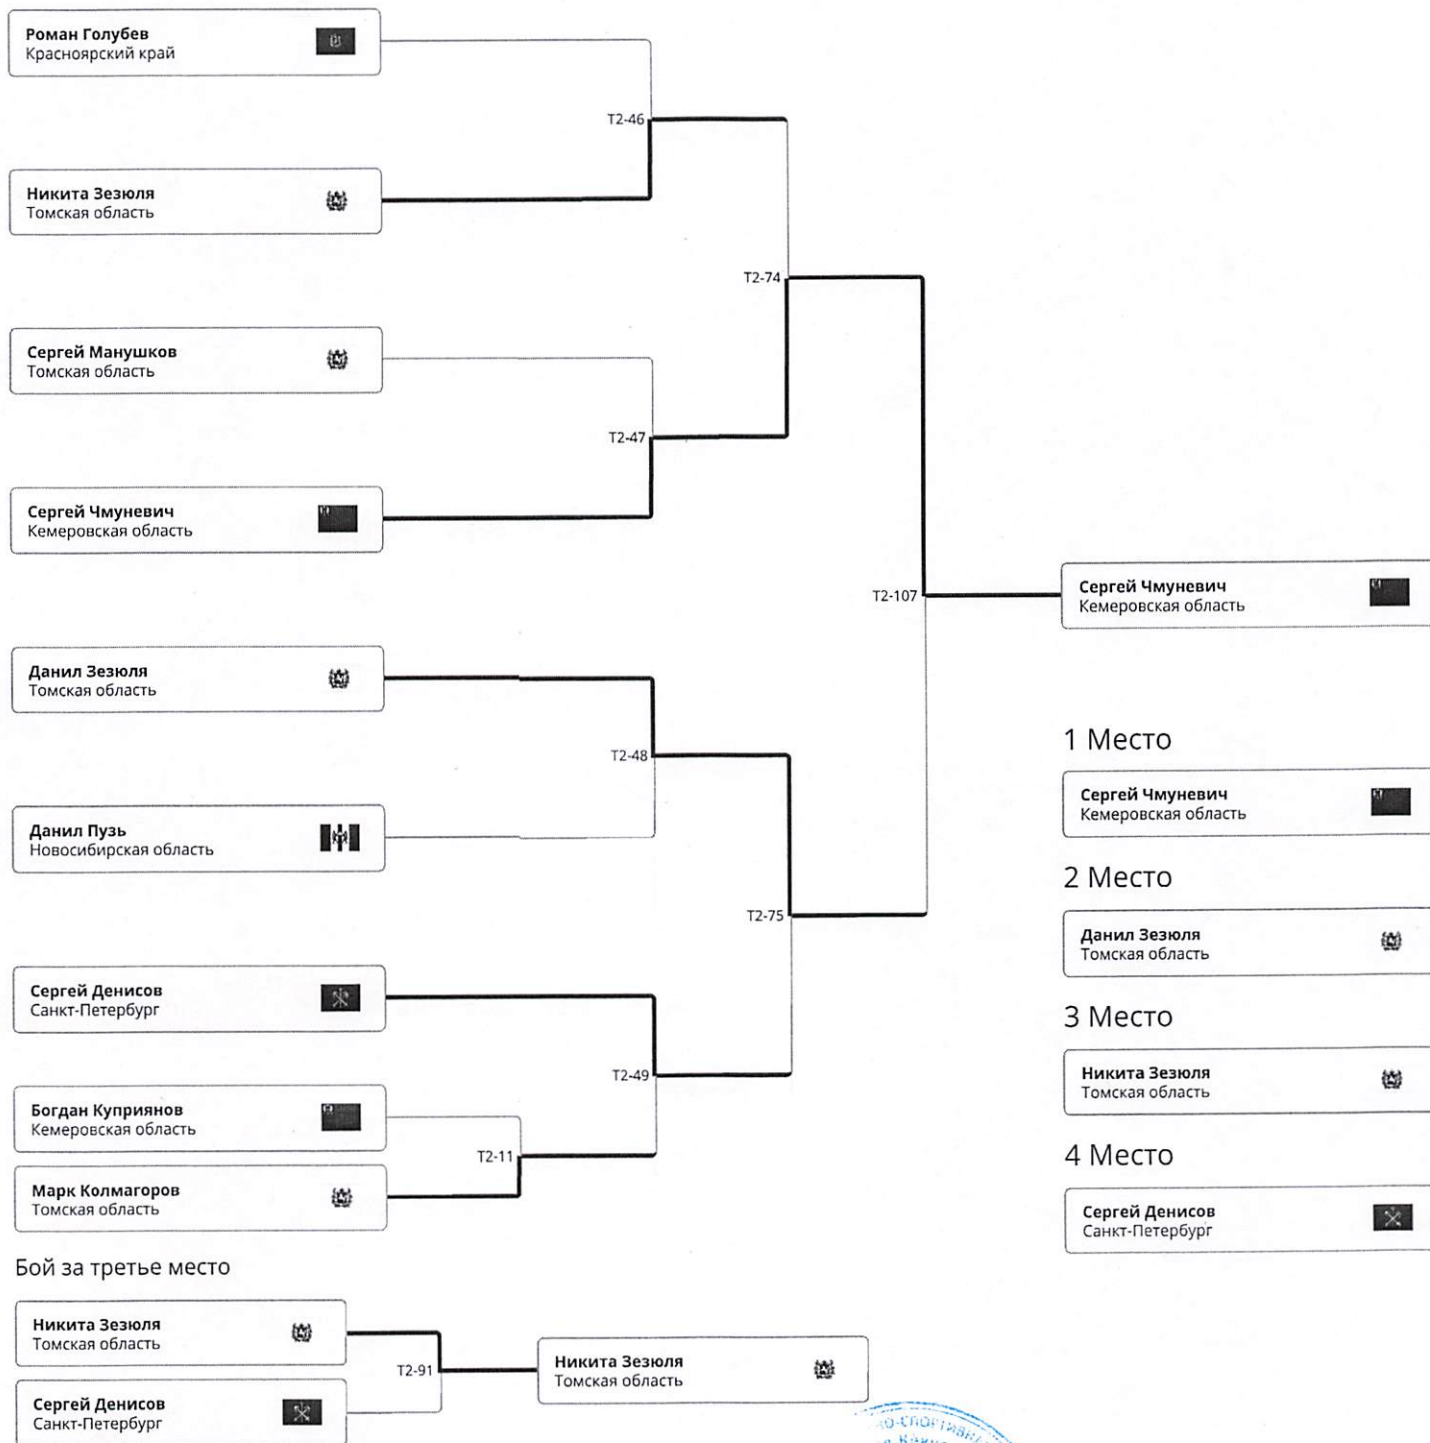 Роман Голубев
Красноярский край
T2-46
Никита Зезюля
Томская область
T2-74
Сергей Манушков
Томская область
T2-47
Сергей Чмуневич
Кемеровская область
T2-107
Сергей Чмуневич
Кемеровская область
Данил Зезюля
Томская область
T2-48
Данил Пузь
Новосибирская область
T2-75
Сергей Денисов
Санкт-Петербург
T2-49
Богдан Куприянов
Кемеровская область
T2-11
Марк Колмагоров
Томская область
1 Место
Сергей Чмуневич
Кемеровская область
2 Место
Данил Зезюля
Томская область
3 Место
Никита Зезюля
Томская область
4 Место
Сергей Денисов
Санкт-Петербург
Бой за третье место
Никита Зезюля
Томская область
T2-91
Никита Зезюля
Томская область
Сергей Денисов
Санкт-Петербург